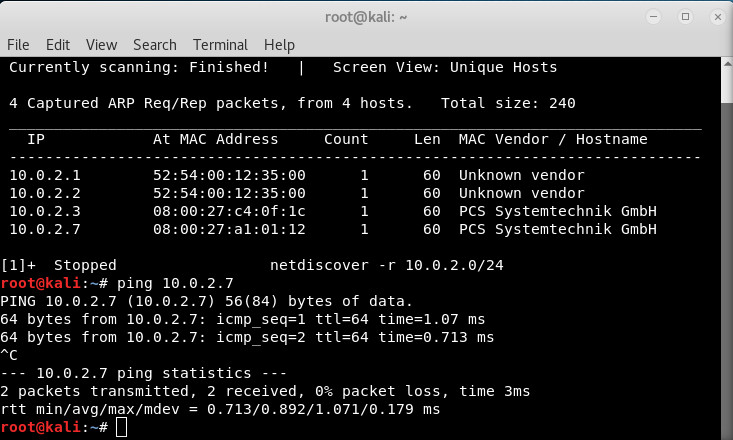 root@kali: ~
File Edit View Search Terminal Help
Currently scanning: Finished! | Screen View: Unique Hosts
4 Captured ARP Req/Rep packets, from 4 hosts. Total size: 240
_____________________________________________________________________________
IP At MAC Address Count Len MAC Vendor / Hostname
-----------------------------------------------------------------------------
10.0.2.1 52:54:00:12:35:00 1 60 Unknown vendor
10.0.2.2 52:54:00:12:35:00 1 60 Unknown vendor
10.0.2.3 08:00:27:c4:0f:1c 1 60 PCS Systemtechnik GmbH
10.0.2.7 08:00:27:a1:01:12 1 60 PCS Systemtechnik GmbH
[1]+ Stopped netdiscover -r 10.0.2.0/24
root@kali:~# ping 10.0.2.7
PING 10.0.2.7 (10.0.2.7) 56(84) bytes of data.
64 bytes from 10.0.2.7: icmp_seq=1 ttl=64 time=1.07 ms
64 bytes from 10.0.2.7: icmp_seq=2 ttl=64 time=0.713 ms
^C
--- 10.0.2.7 ping statistics ---
2 packets transmitted, 2 received, 0% packet loss, time 3ms
rtt min/avg/max/mdev = 0.713/0.892/1.071/0.179 ms
root@kali:~#